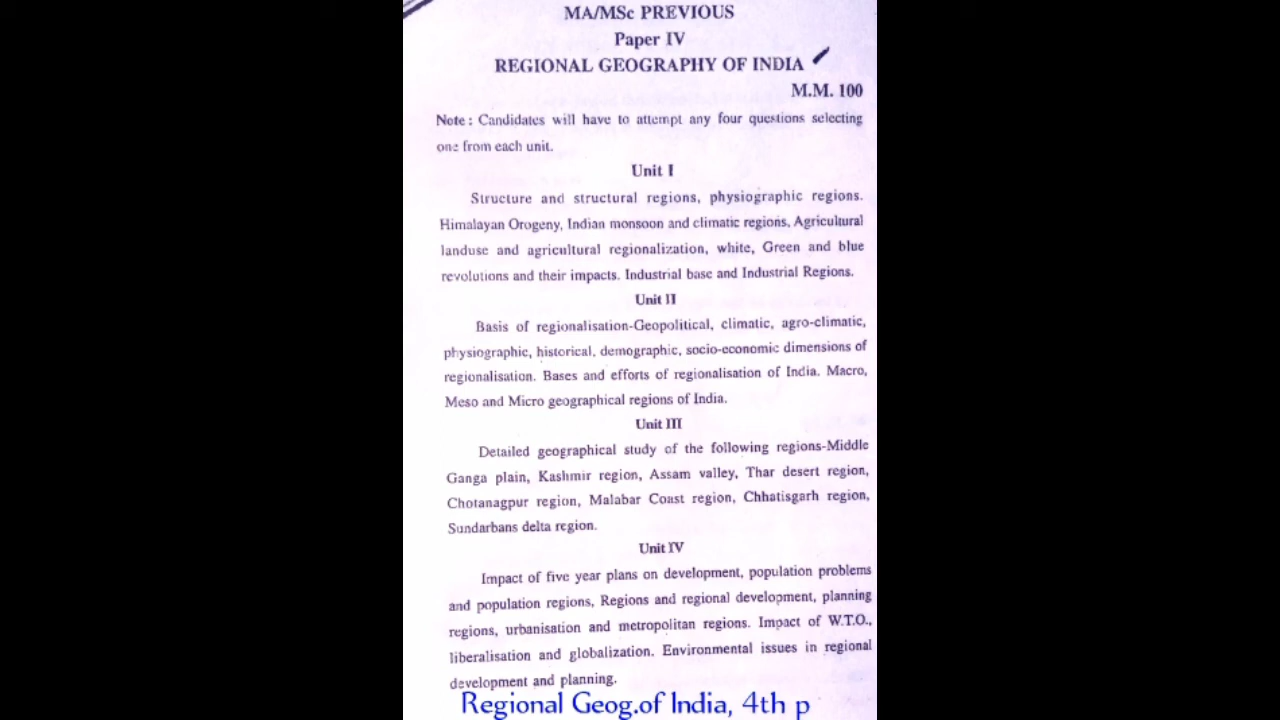 MA/MSc PREVIOUS
Paper IV
REGIONAL GEOGRAPHY OF INDIA
M.M. 100
Note : Candidates will have to attempt any four questions selecting
one from each unit.
Unit I
Structure and structural regions, physiographic regions.
Himalayan Orogeny, Indian monsoon and climatic regions, Agricultural
landuse and agricultural regionalization, white, Green and blue
revolutions and their impacts. Industrial base and Industrial Regions.
Unit II
Basis of regionalisation-Geopolitical, climatic, agro-climatic,
physiographic, historical, demographic, socio-economic dimensions of
regionalisation. Bases and efforts of regionalisation of India. Macro,
Meso and Micro geographical regions of India.
Unit III
Detailed geographical study of the following regions-Middle
Ganga plain, Kashmir region, Assam valley, Thar desert region,
Chotanagpur region, Malabar Coast region, Chhatisgarh region,
Sundarbans delta region.
Unit IV
Impact of five year plans on development, population problems
and population regions, Regions and regional development, planning
regions, urbanisation and metropolitan regions. Impact of W.T.O.,
liberalisation and globalization. Environmental issues in regional
development and planning.
Regional Geog.of India, 4th p